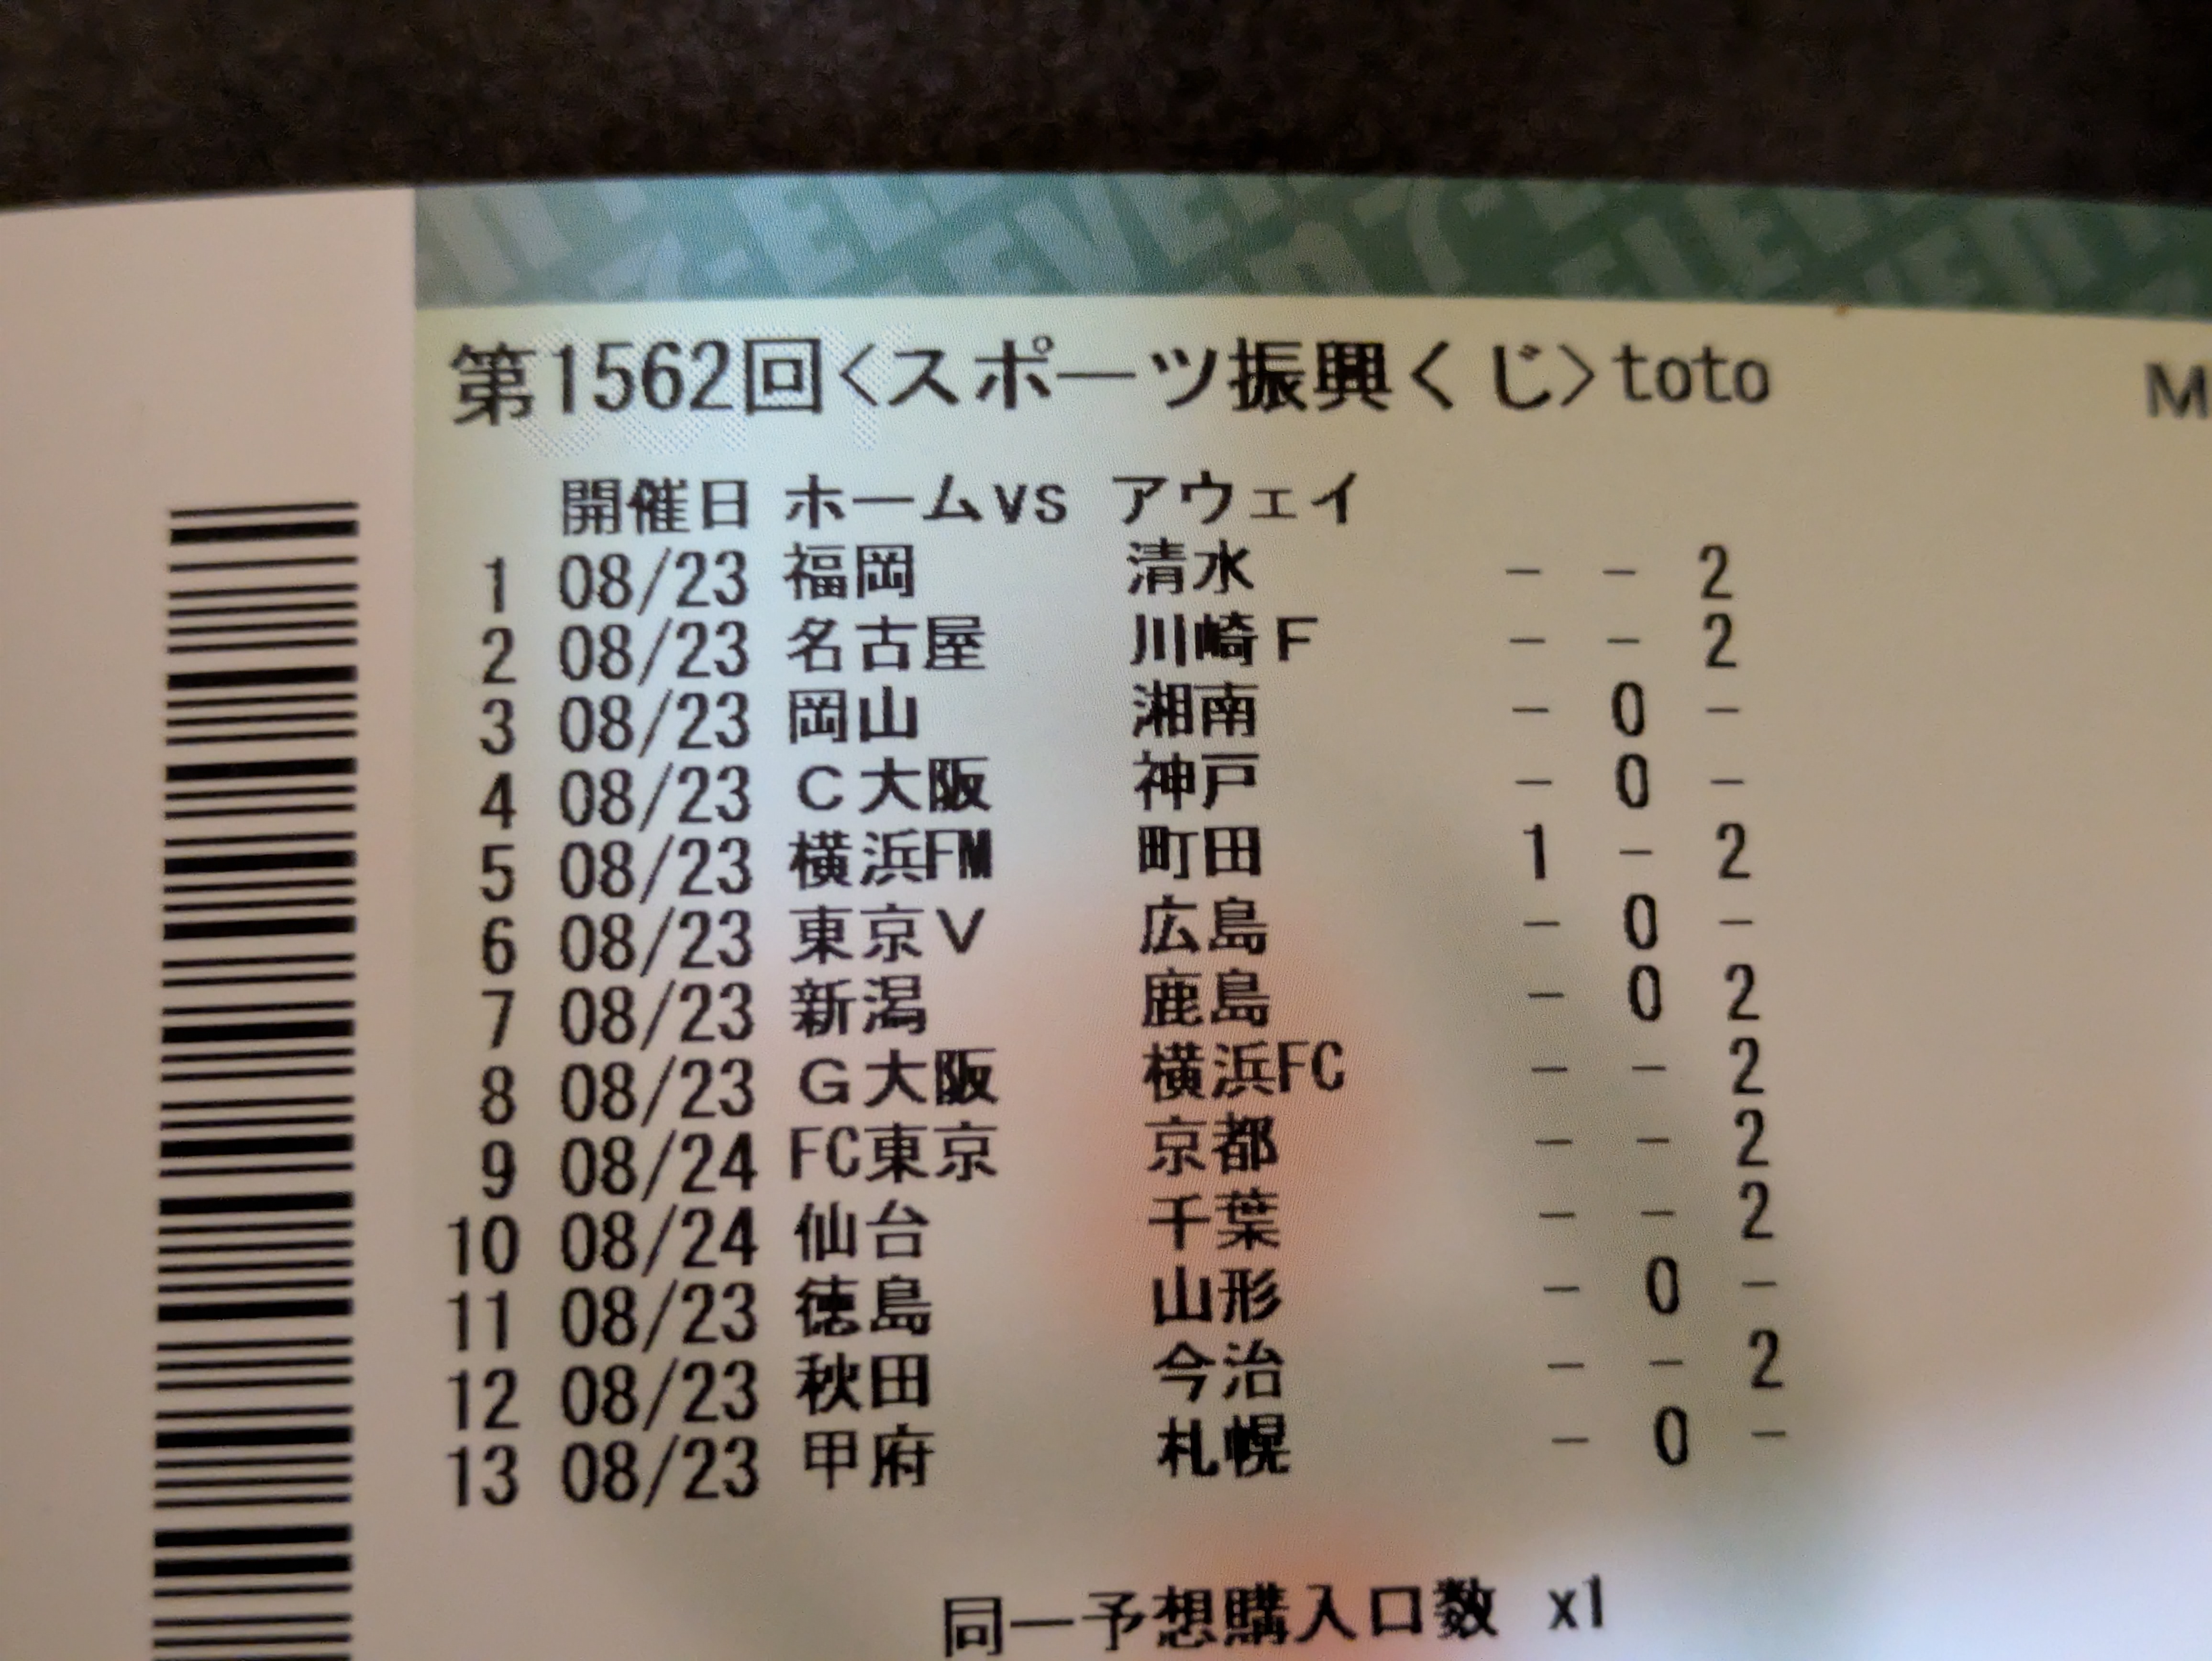 第1562回<スポーツ振興くじ>toto M
開催日 ホームvs アウェイ
1 08/23 福岡 清水 - - 2
2 08/23 名古屋 川崎F - - 2
3 08/23 岡山 湘南 - 0 -
4 08/23 C大阪 神戸 - 0 -
5 08/23 横浜FM 町田 1 - 2
6 08/23 東京V 広島 - 0 -
7 08/23 新潟 鹿島 - 0 2
8 08/23 G大阪 横浜FC - - 2
9 08/24 FC東京 京都 - - 2
10 08/24 仙台 千葉 - - 2
11 08/23 徳島 山形 - 0 -
12 08/23 秋田 今治 - - 2
13 08/23 甲府 札幌 - 0 -
同一予想購入口数 x1